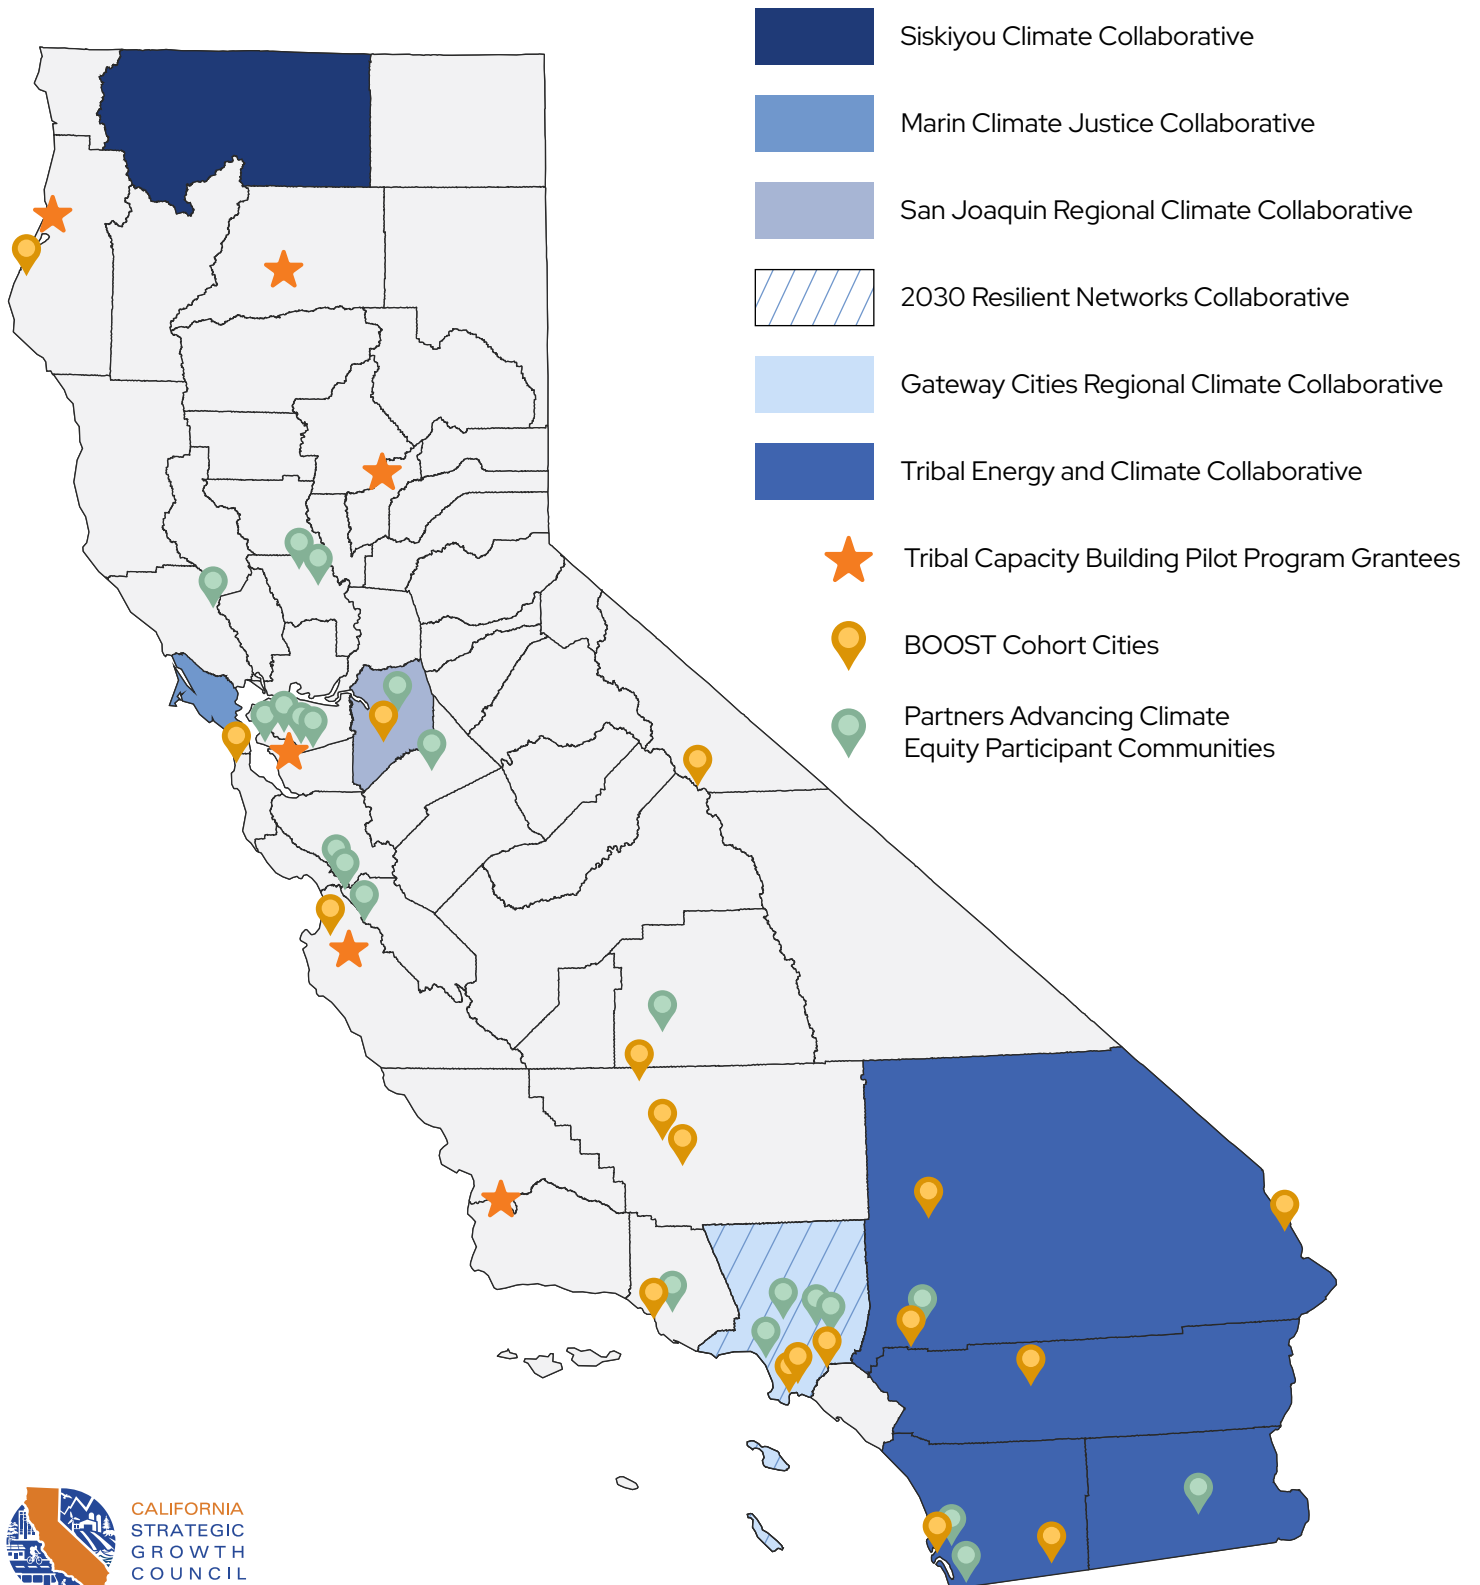 Siskiyou Climate Collaborative
Marin Climate Justice Collaborative
San Joaquin Regional Climate Collaborative
2030 Resilient Networks Collaborative
Gateway Cities Regional Climate Collaborative
Tribal Energy and Climate Collaborative
Tribal Capacity Building Pilot Program Grantees
BOOST Cohort Cities
Partners Advancing Climate
Equity Participant Communities
CALIFORNIA
STRATEGIC
GROWTH
COUNCIL